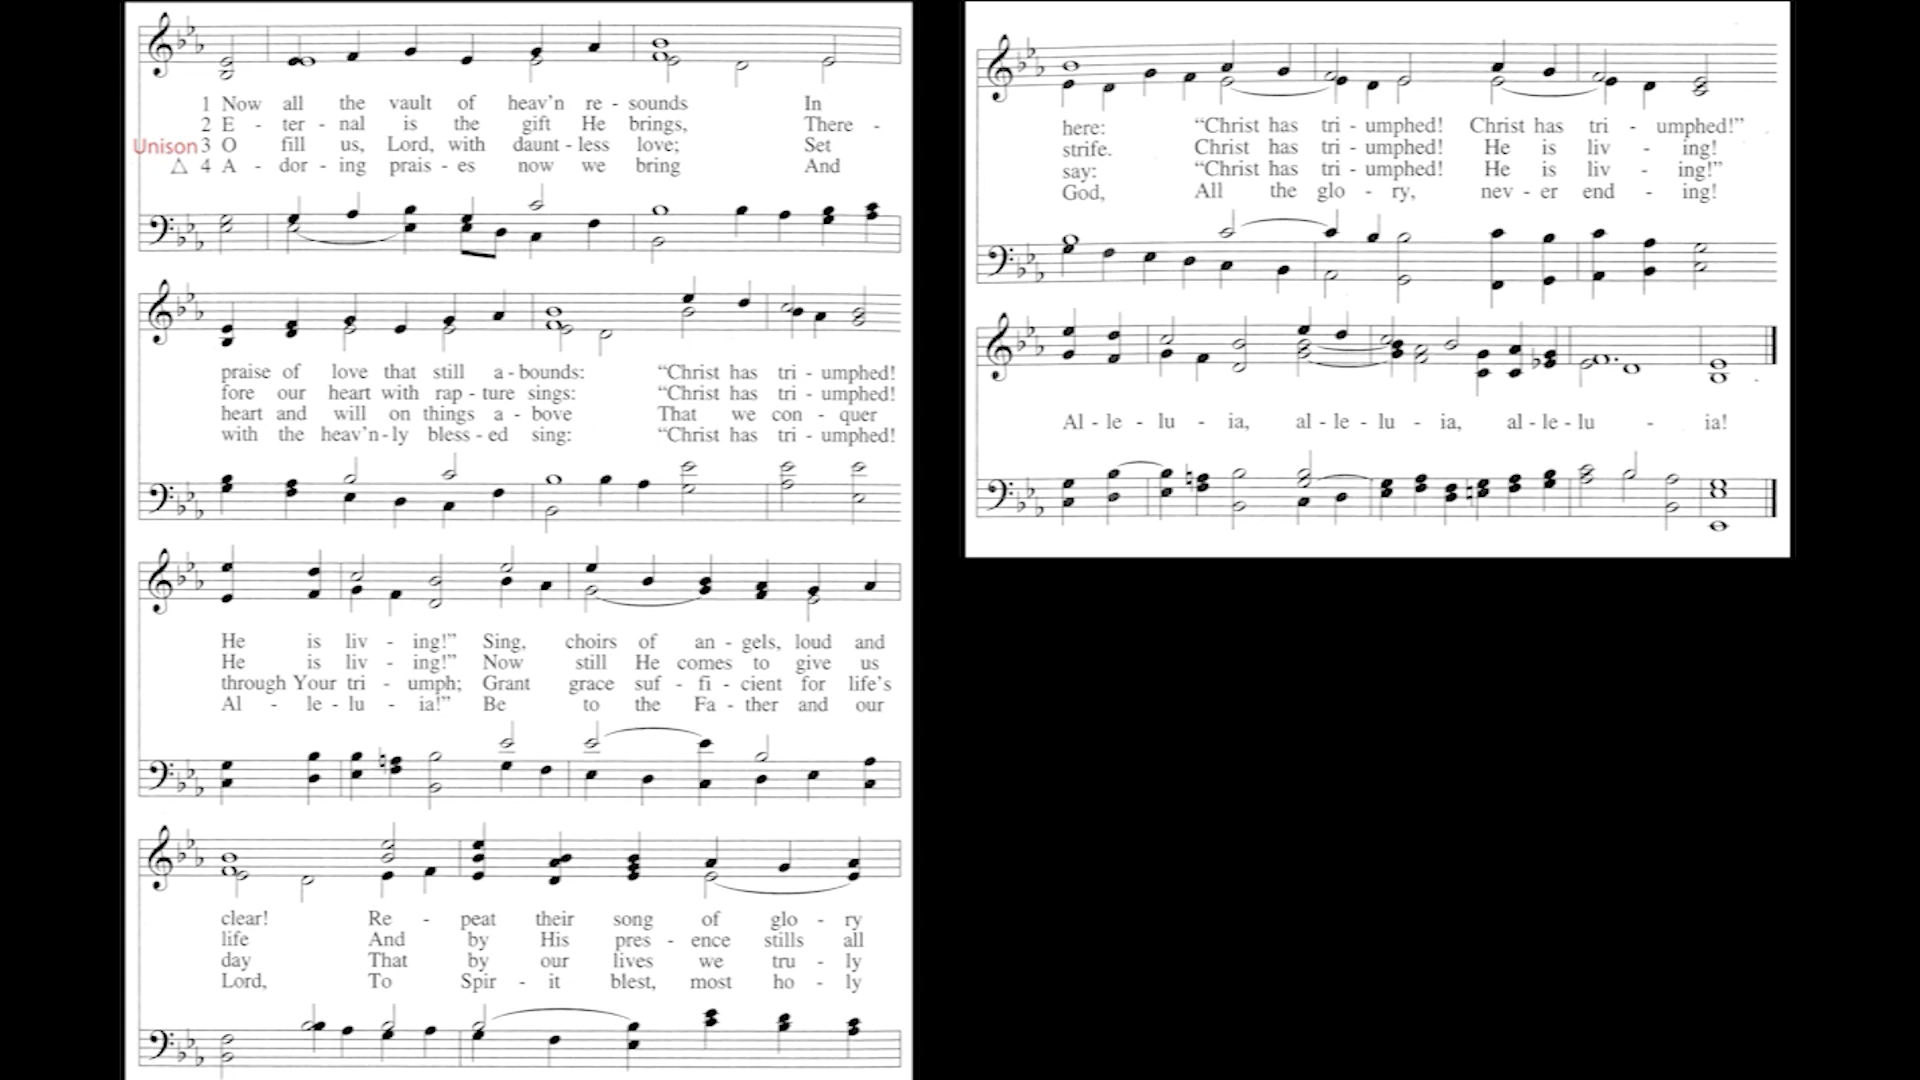 1 Now all the vault of heav'n re - sounds In
2 E - ter - nal is the gift He brings, There -
Unison 3 O fill us, Lord, with daunt - less love; Set
△ 4 A - dor - ing prais - es now we bring And
praise of love that still a - bounds: “Christ has tri - umphed!
fore our heart with rap - ture sings: “Christ has tri - umphed!
heart and will on things a - bove That we con - quer
with the heav'n - ly bless - ed sing: “Christ has tri - umphed!
He is liv - ing!” Sing, choirs of an - gels, loud and
He is liv - ing!” Now still He comes to give us
through Your tri - umph; Grant grace suf - fi - cient for life's
Al - le - lu - ia!” Be to the Fa - ther and our
clear! Re - peat their song of glo - ry
life And by His pres - ence stills all
day That by our lives we tru - ly
Lord, To Spir - it blest, most ho - ly
here: “Christ has tri - umphed! Christ has tri - umphed!”
strife. Christ has tri - umphed! He is liv - ing!
say: “Christ has tri - umphed! He is liv - ing!”
God, All the glo - ry, nev - er end - ing!
Al - le - lu - ia, al - le - lu - ia, al - le - lu - ia!